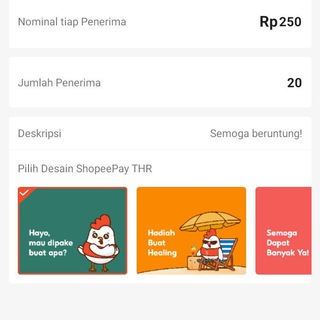 Nominal tiap Penerima Rp250
Jumlah Penerima 20
Deskripsi Semoga beruntung!
Pilih Desain ShopeePay THR
Hayo,
mau dipake
buat apa?
Hadiah
Buat
Healing
Semoga
Dapat
Banyak Ya!